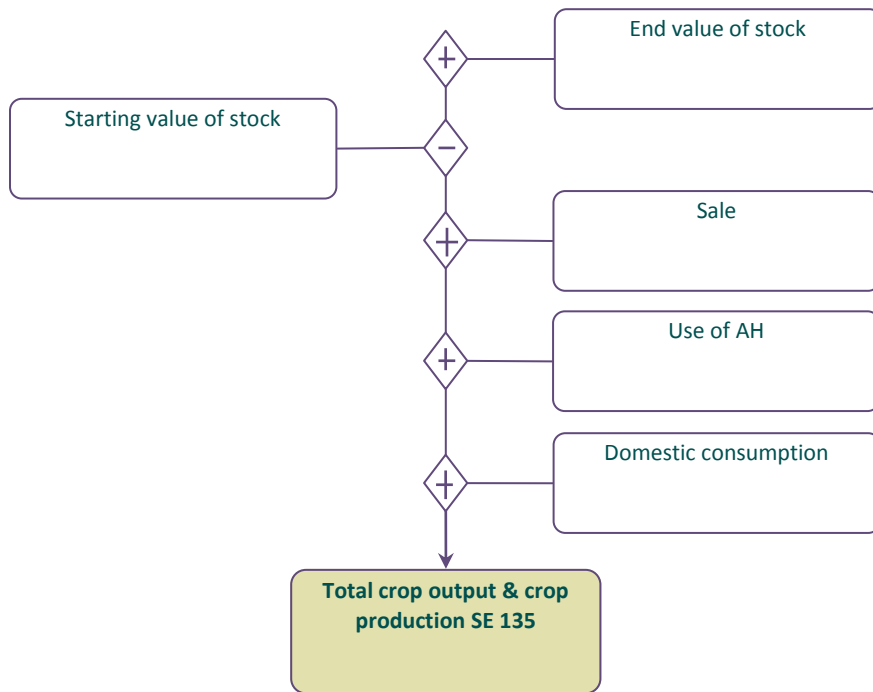 End value of stock
+
Starting value of stock
−
Sale
+
Use of AH
+
Domestic consumption
+
Total crop output & crop
production SE 135